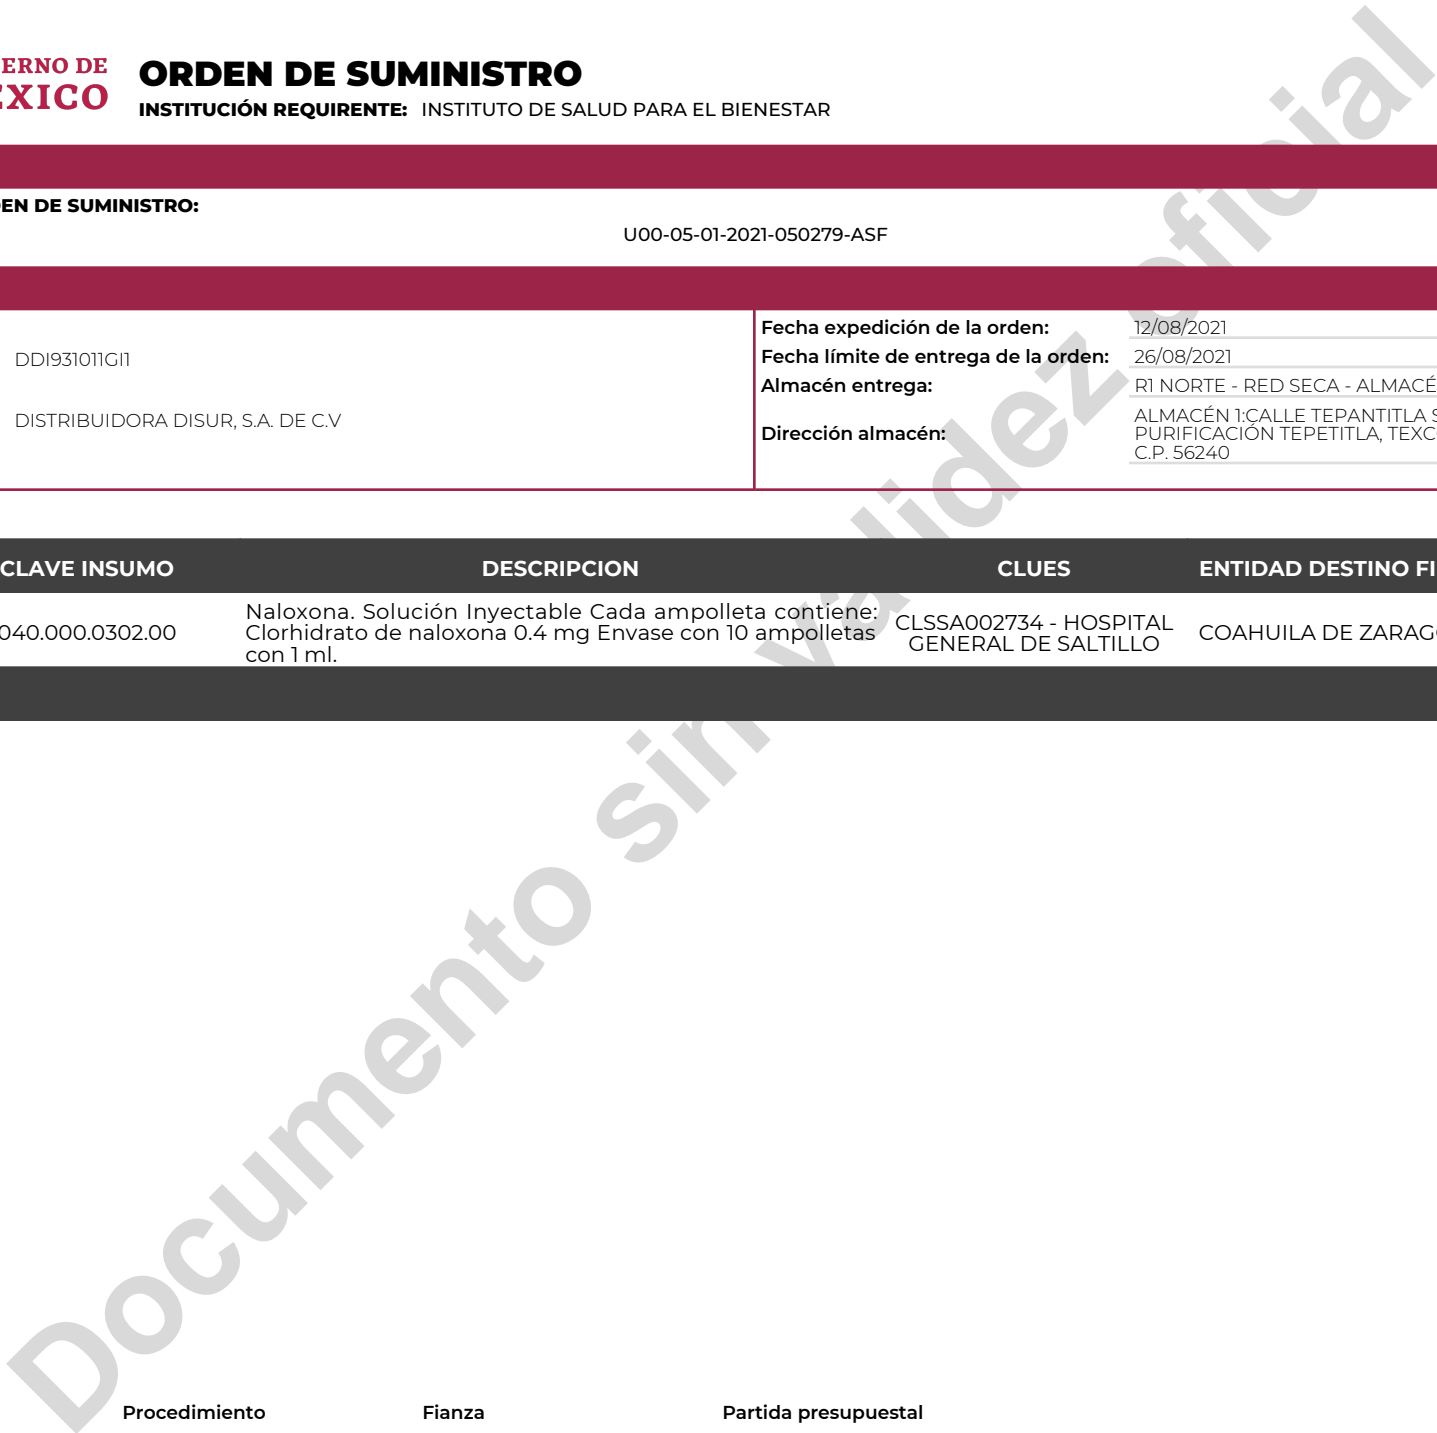 ERNO DE
EXICO
ORDEN DE SUMINISTRO
INSTITUCIÓN REQUIRENTE: INSTITUTO DE SALUD PARA EL BIENESTAR
EN DE SUMINISTRO:
U00-05-01-2021-050279-ASF
DDI931011GI1
DISTRIBUIDORA DISUR, S.A. DE C.V
Fecha expedición de la orden: 12/08/2021
Fecha límite de entrega de la orden: 26/08/2021
Almacén entrega: R1 NORTE - RED SECA - ALMACÉ
Dirección almacén:
ALMACÉN 1:CALLE TEPANTITLA S
PURIFICACIÓN TEPETITLA, TEXC
C.P. 56240
CLAVE INSUMO DESCRIPCION CLUES ENTIDAD DESTINO FI
040.000.0302.00
Naloxona. Solución Inyectable Cada ampolleta contiene:
Clorhidrato de naloxona 0.4 mg Envase con 10 ampolletas
con 1 ml.
CLSSA002734 - HOSPITAL
GENERAL DE SALTILLO
COAHUILA DE ZARAG
Documento sin validez oficial
Procedimiento Fianza Partida presupuestal